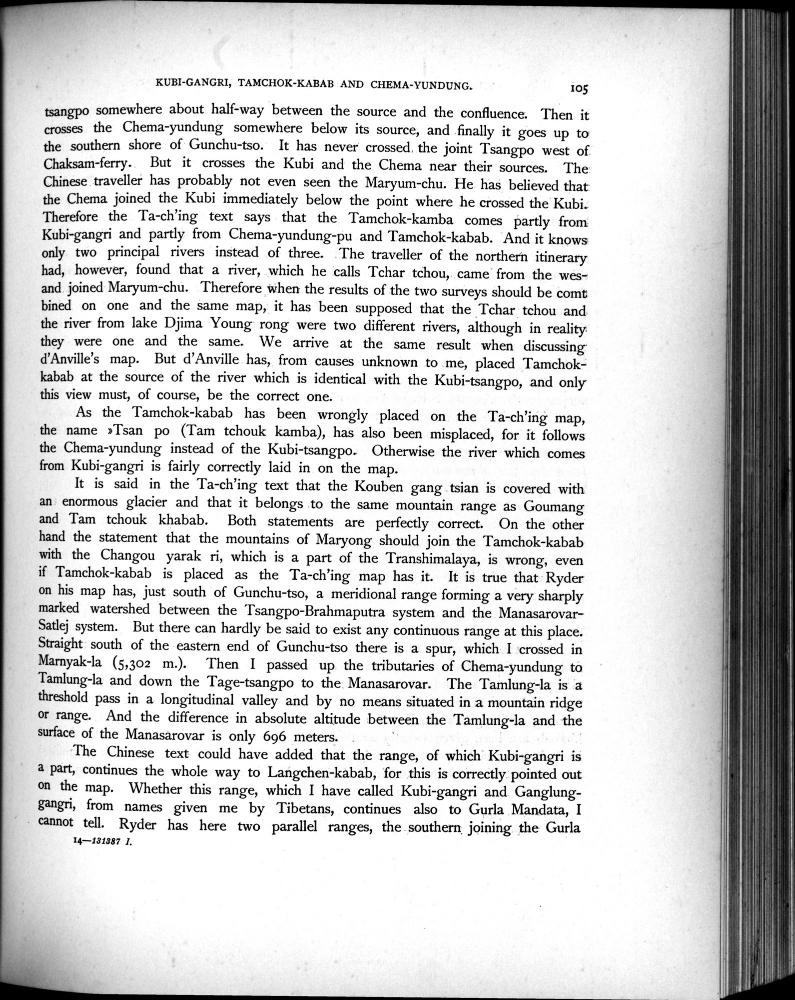 KUBI-GANGRI, TAMCHOK-KABAB AND CHEMA-YUNDUNG. 105
tsangpo somewhere about half-way between the source and the confluence. Then it
crosses the Chema-yundung somewhere below its source, and finally it goes up to
the southern shore of Gunchu-tso. It has never crossed the joint Tsangpo west of
Chaksam-ferry. But it crosses the Kubi and the Chema near their sources. The
Chinese traveller has probably not even seen the Maryum-chu. He has believed that
the Chema joined the Kubi immediately below the point where he crossed the Kubi.
Therefore the Ta-ch'ing text says that the Tamchok-kamba comes partly from
Kubi-gangri and partly from Chema-yundung-pu and Tamchok-kabab. And it knows
only two principal rivers instead of three. The traveller of the northern itinerary
had, however, found that a river, which he calls Tchar tchou, came from the wes-
and joined Maryum-chu. Therefore when the results of the two surveys should be comt
bined on one and the same map, it has been supposed that the Tchar tchou and
the river from lake Djima Young rong were two different rivers, although in reality
they were one and the same. We arrive at the same result when discussing
d'Anville's map. But d'Anville has, from causes unknown to me, placed Tamchok-
kabab at the source of the river which is identical with the Kubi-tsangpo, and only
this view must, of course, be the correct one.
As the Tamchok-kabab has been wrongly placed on the Ta-ch'ing map,
the name »Tsan po (Tam tchouk kamba), has also been misplaced, for it follows
the Chema-yundung instead of the Kubi-tsangpo. Otherwise the river which comes
from Kubi-gangri is fairly correctly laid in on the map.
It is said in the Ta-ch'ing text that the Kouben gang tsian is covered with
an enormous glacier and that it belongs to the same mountain range as Goumang
and Tam tchouk khabab. Both statements are perfectly correct. On the other
hand the statement that the mountains of Maryong should join the Tamchok-kabab
with the Changou yarak ri, which is a part of the Transhimalaya, is wrong, even
if Tamchok-kabab is placed as the Ta-ch'ing map has it. It is true that Ryder
on his map has, just south of Gunchu-tso, a meridional range forming a very sharply
marked watershed between the Tsangpo-Brahmaputra system and the Manasarovar-
Satlej system. But there can hardly be said to exist any continuous range at this place.
Straight south of the eastern end of Gunchu-tso there is a spur, which I crossed in
Marnyak-la (5,302 m.). Then I passed up the tributaries of Chema-yundung to
Tamlung-la and down the Tage-tsangpo to the Manasarovar. The Tamlung-la is a
threshold pass in a longitudinal valley and by no means situated in a mountain ridge
or range. And the difference in absolute altitude between the Tamlung-la and the
surface of the Manasarovar is only 696 meters.
The Chinese text could have added that the range, of which Kubi-gangri is
a part, continues the whole way to Langchen-kabab, for this is correctly pointed out
on the map. Whether this range, which I have called Kubi-gangri and Ganglung-
gangri, from names given me by Tibetans, continues also to Gurla Mandata, I
cannot tell. Ryder has here two parallel ranges, the southern joining the Gurla
14—131387 I.